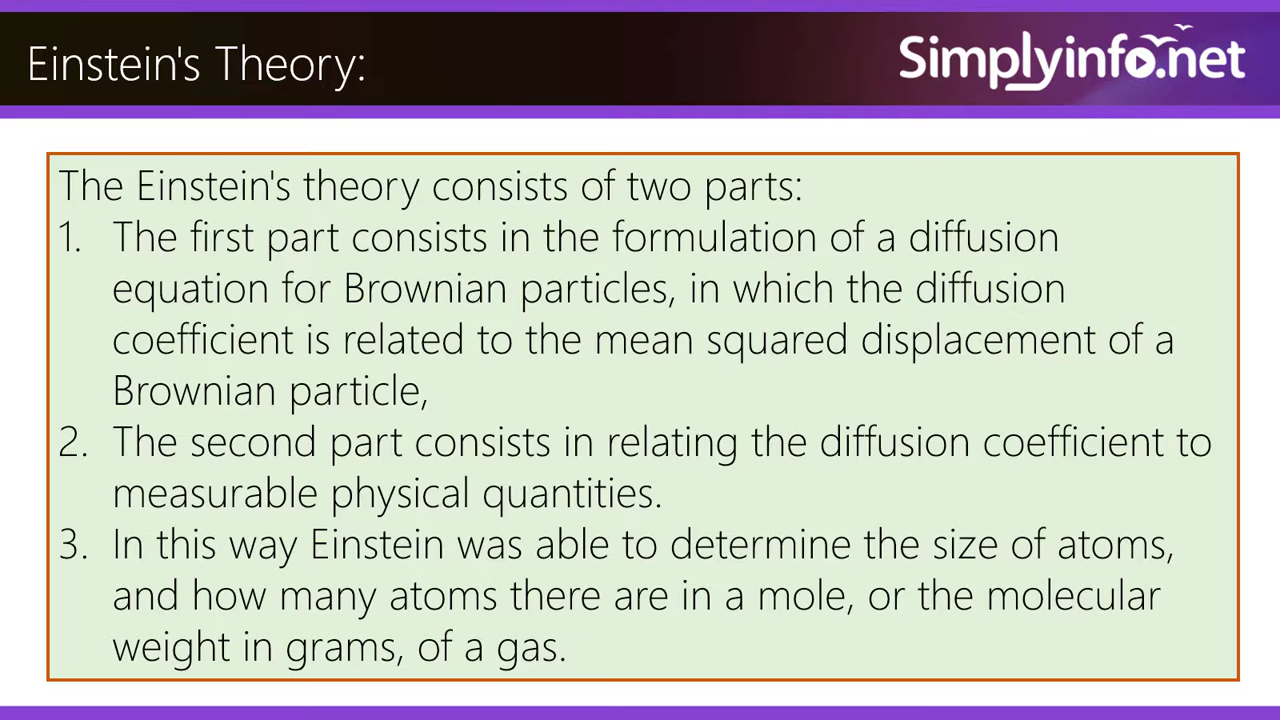 Einstein's Theory:
Simplyinfo.net
The Einstein's theory consists of two parts:
1. The first part consists in the formulation of a diffusion
equation for Brownian particles, in which the diffusion
coefficient is related to the mean squared displacement of a
Brownian particle,
2. The second part consists in relating the diffusion coefficient to
measurable physical quantities.
3. In this way Einstein was able to determine the size of atoms,
and how many atoms there are in a mole, or the molecular
weight in grams, of a gas.